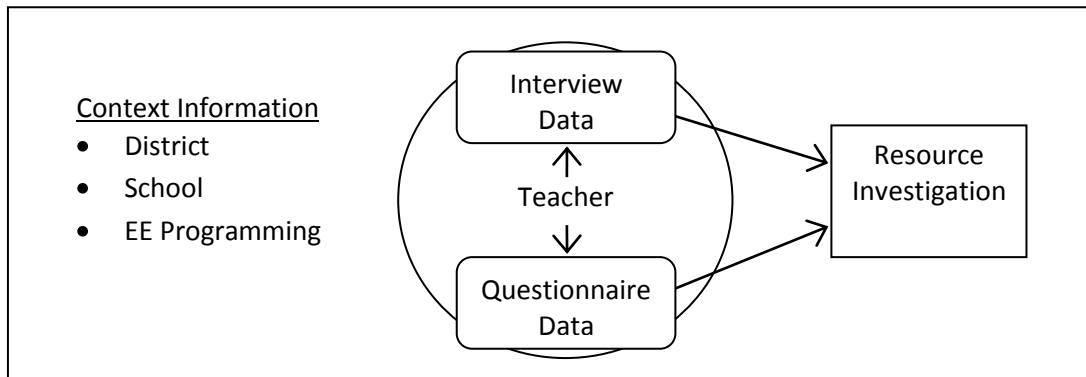 Context Information
• District
• School
• EE Programming
Interview
Data
Teacher
Questionnaire
Data
Resource
Investigation